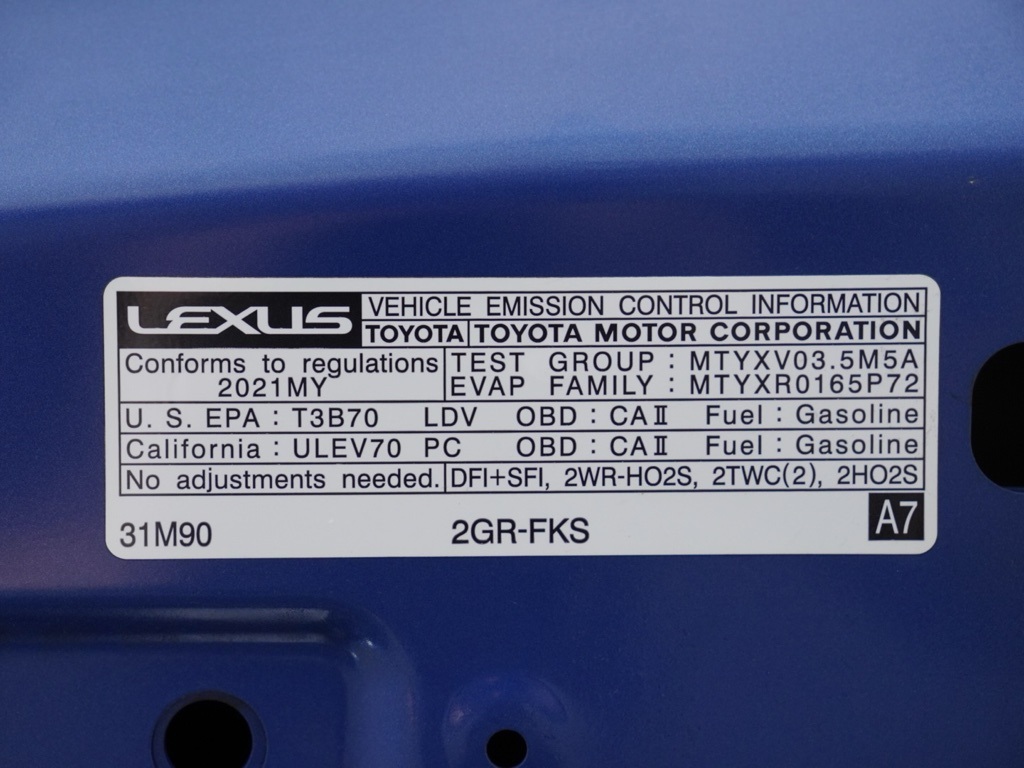 LEXUS VEHICLE EMISSION CONTROL INFORMATION
TOYOTA TOYOTA MOTOR CORPORATION
Conforms to regulations 2021MY
TEST GROUP : MTYXV03.5M5A
EVAP FAMILY : MTYXR0165P72
U. S. EPA : T3B70 LDV OBD : CAⅡ Fuel : Gasoline
California : ULEV70 PC OBD : CAⅡ Fuel : Gasoline
No adjustments needed. DFI+SFI, 2WR-HO2S, 2TWC(2), 2HO2S
31M90 2GR-FKS A7